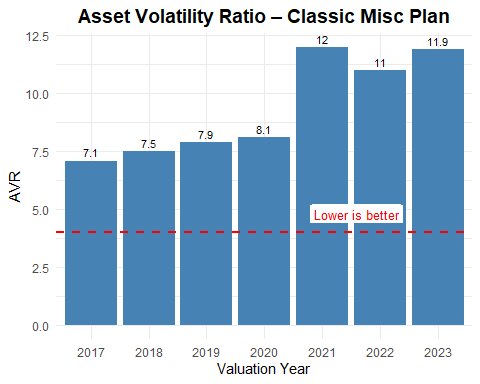 Asset Volatility Ratio – Classic Misc Plan
12.5
10.0
7.5
5.0
2.5
0.0
AVR
7.1
7.5
7.9
8.1
12
11
11.9
Lower is better
2017 2018 2019 2020 2021 2022 2023
Valuation Year